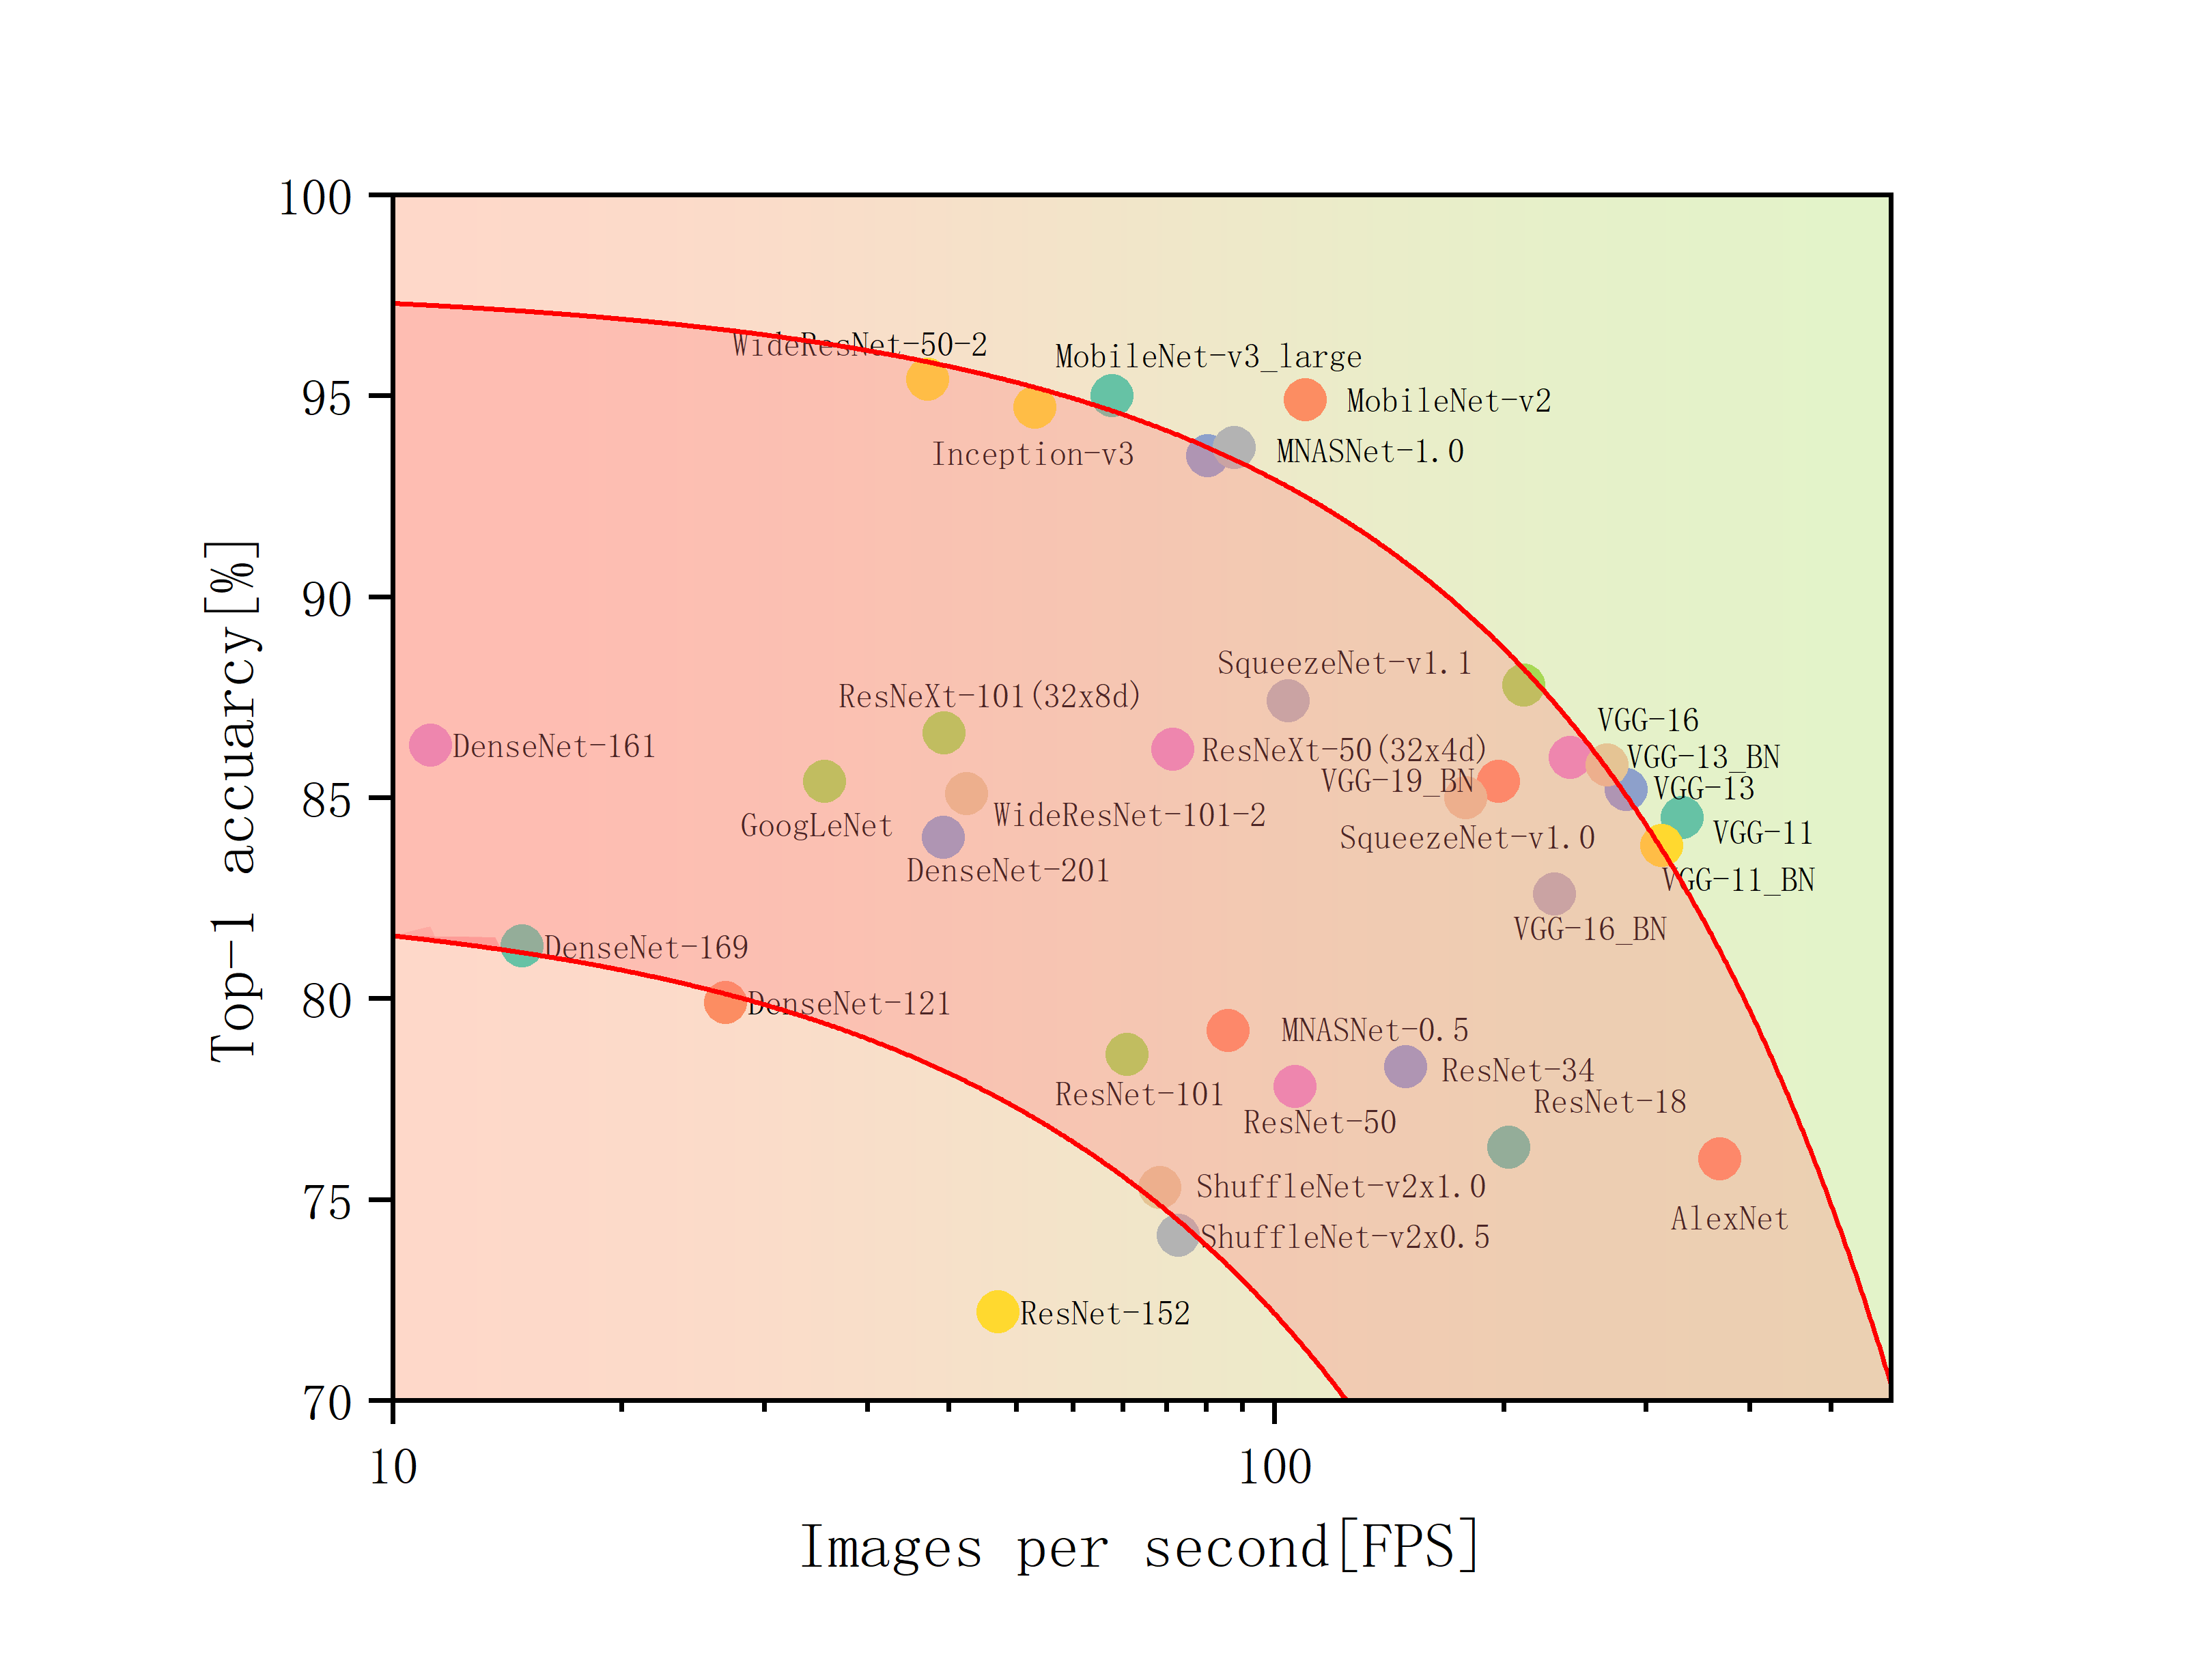 100
WideResNet-50-2
MobileNet-v3_large
95
MobileNet-v2
Inception-v3
MNASNet-1.0
90
SqueezeNet-v1.1
ResNeXt-101(32x8d)
VGG-16
DenseNet-161
ResNeXt-50(32x4d)
VGG-13_BN
VGG-19_BN
VGG-13
85
GoogLeNet
WideResNet-101-2
SqueezeNet-v1.0
VGG-11
DenseNet-201
VGG-11_BN
VGG-16_BN
DenseNet-169
80
DenseNet-121
MNASNet-0.5
ResNet-34
ResNet-101
ResNet-18
ResNet-50
75
ShuffleNet-v2x1.0
AlexNet
ShuffleNet-v2x0.5
ResNet-152
70
10
100
Top-1 accuarcy[%]
Images per second[FPS]